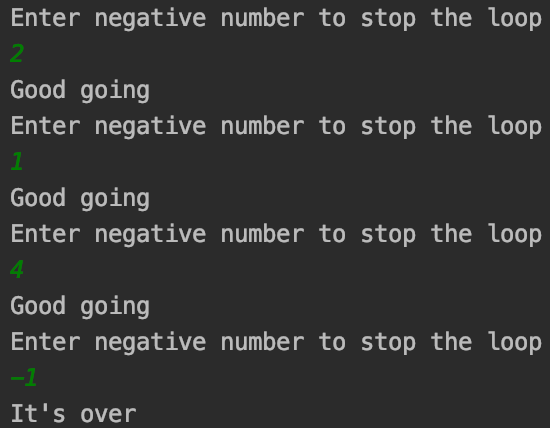 Enter negative number to stop the loop
2
Good going
Enter negative number to stop the loop
1
Good going
Enter negative number to stop the loop
4
Good going
Enter negative number to stop the loop
-1
It's over